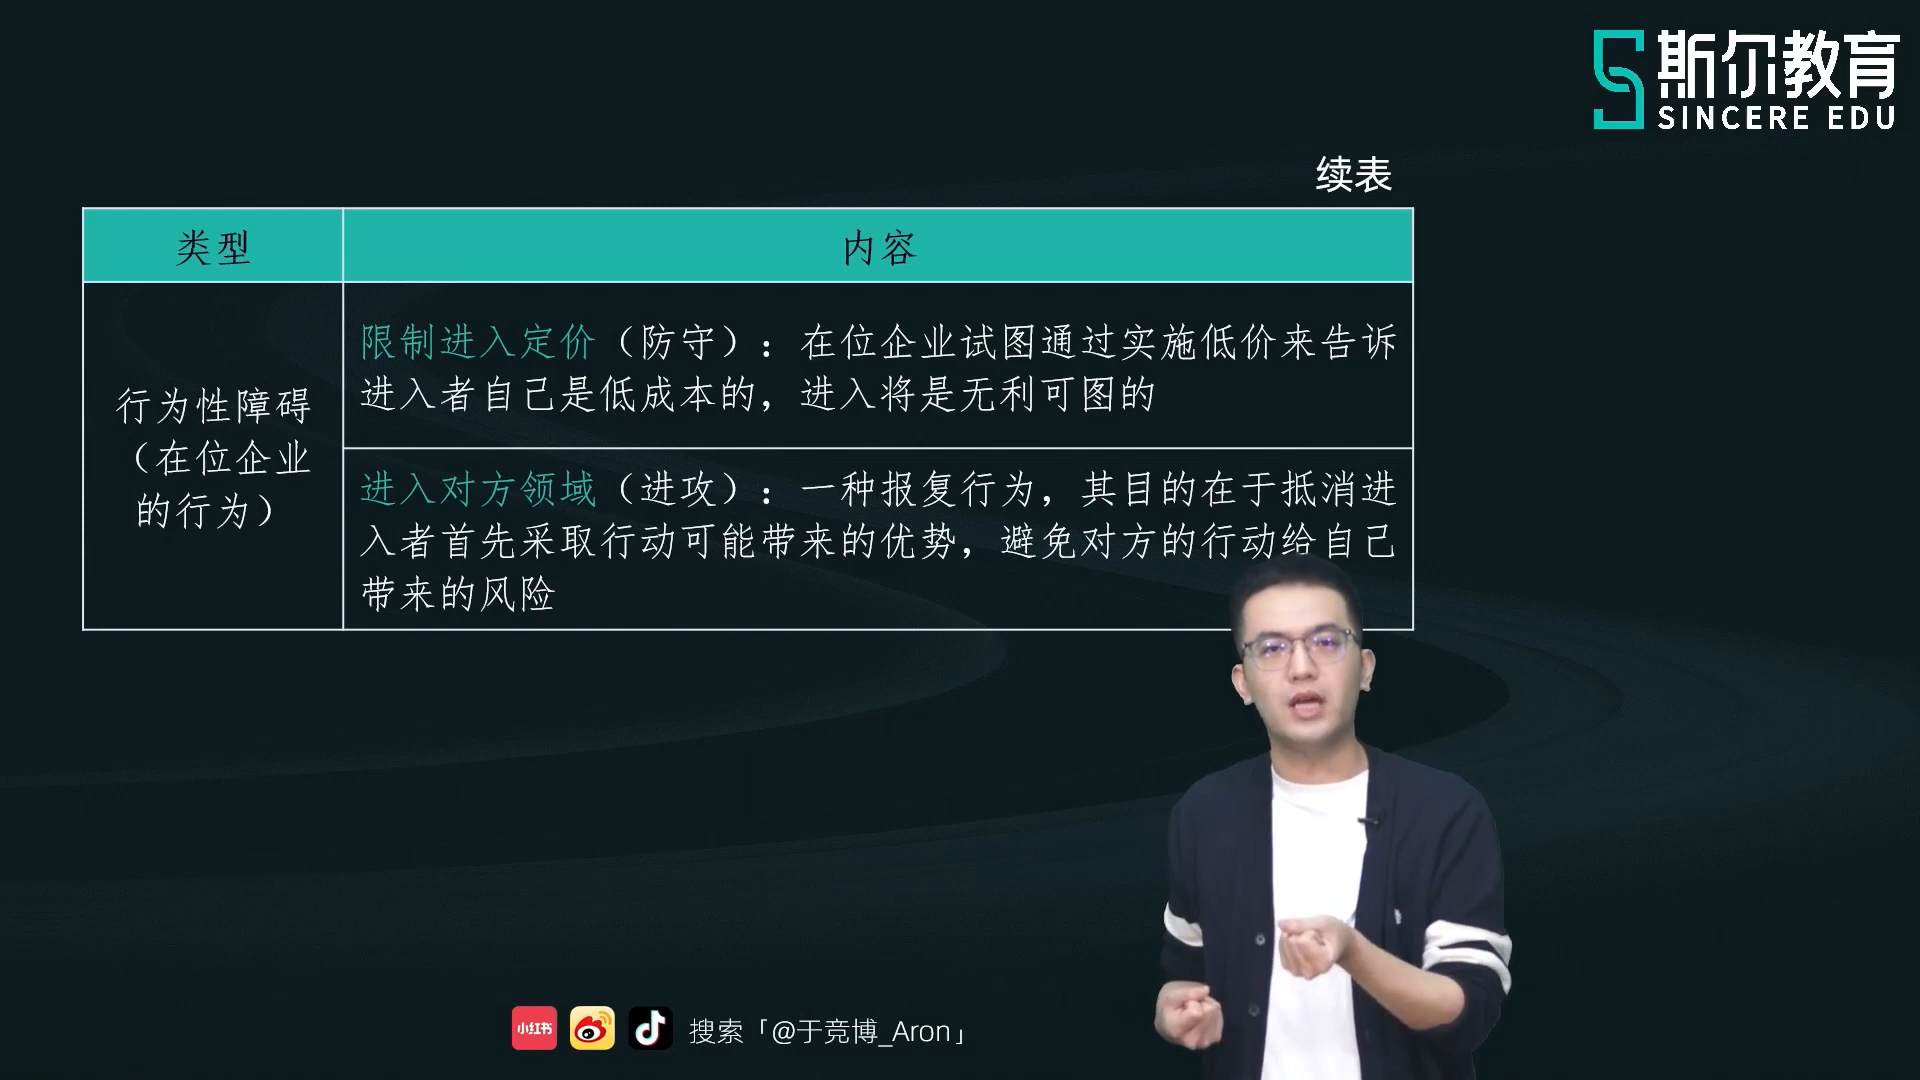 斯尔教育
SINCERE EDU
续表
类型
内容
行为性障碍
（在位企业
的行为）
限制进入定价（防守）：在位企业试图通过实施低价来告诉
进入者自己是低成本的，进入将是无利可图的
进入对方领域（进攻）：一种报复行为，其目的在于抵消进
入者首先采取行动可能带来的优势，避免对方的行动给自己
带来的风险
小红书
搜索「@于竞博_Aron」